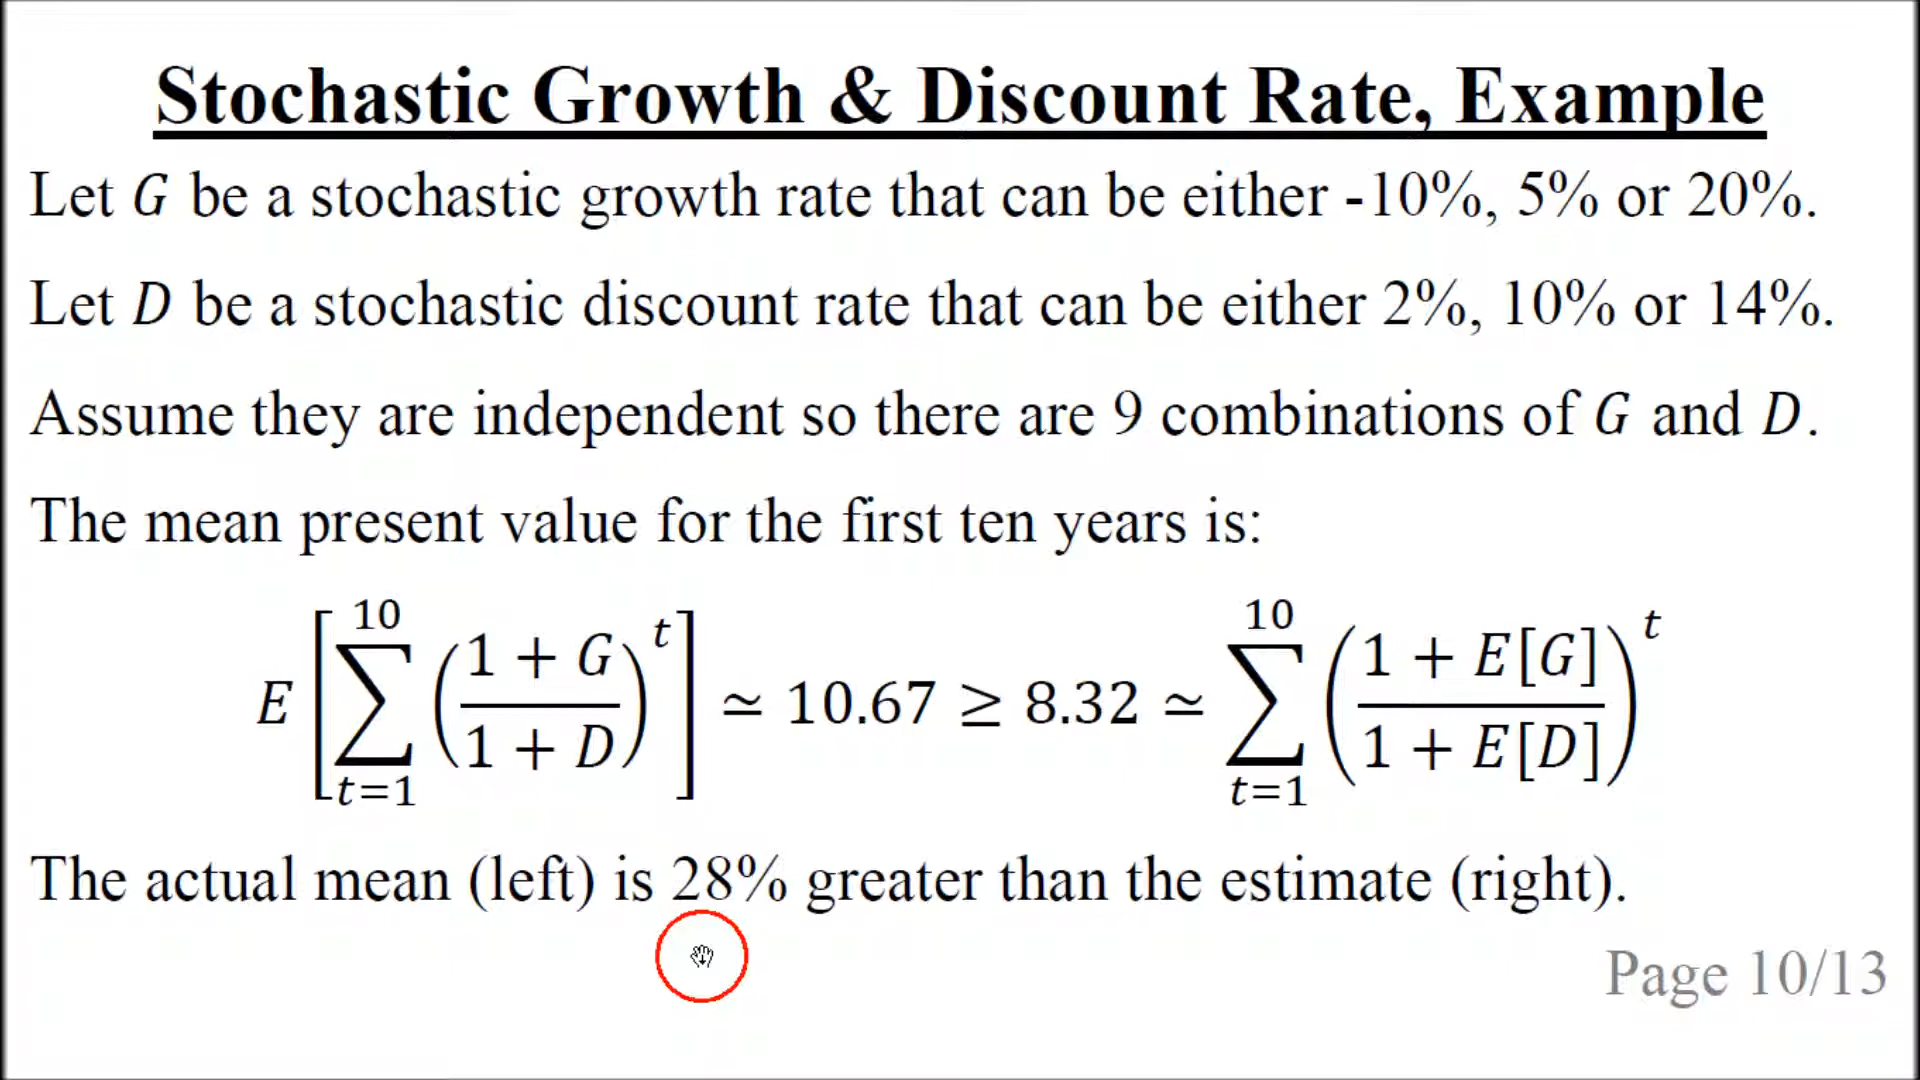 Stochastic Growth & Discount Rate, Example
Let G be a stochastic growth rate that can be either -10%, 5% or 20%.
Let D be a stochastic discount rate that can be either 2%, 10% or 14%.
Assume they are independent so there are 9 combinations of G and D.
The mean present value for the first ten years is:
E[∑_{t=1}^{10} ((1 + G)/(1 + D))^t] ≃ 10.67 ≥ 8.32 ≃ ∑_{t=1}^{10} ((1 + E[G])/(1 + E[D]))^t
The actual mean (left) is 28% greater than the estimate (right).
Page 10/13